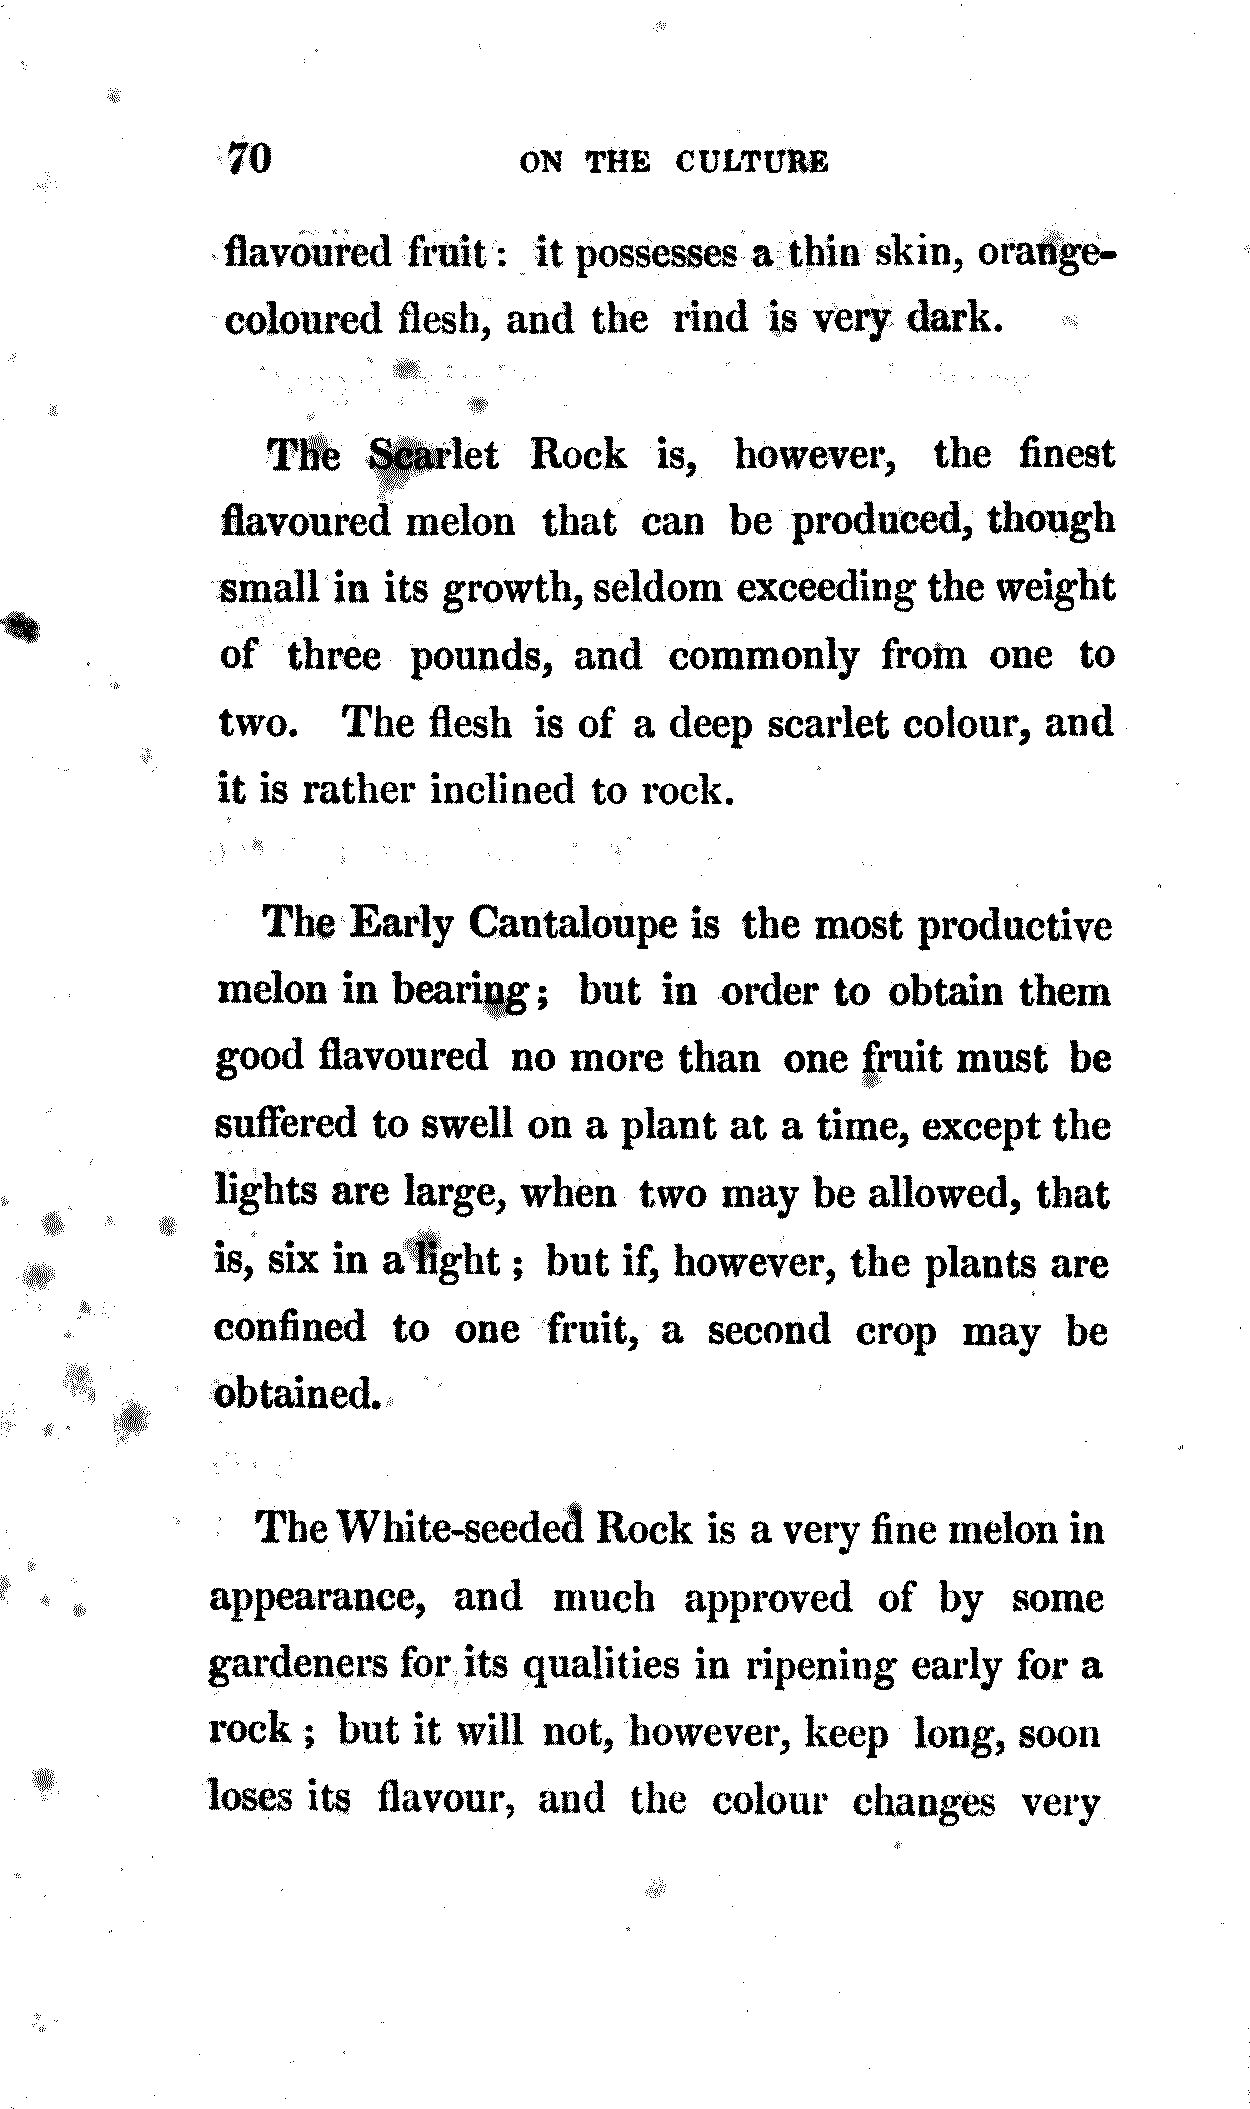 70 ON THE CULTURE
flavoured fruit: it possesses a thin skin, orange-
coloured flesh, and the rind is very dark.
The Scarlet Rock is, however, the finest
flavoured melon that can be produced, though
small in its growth, seldom exceeding the weight
of three pounds, and commonly from one to
two. The flesh is of a deep scarlet colour, and
it is rather inclined to rock.
The Early Cantaloupe is the most productive
melon in bearing; but in order to obtain them
good flavoured no more than one fruit must be
suffered to swell on a plant at a time, except the
lights are large, when two may be allowed, that
is, six in a light; but if, however, the plants are
confined to one fruit, a second crop may be
obtained.
The White-seeded Rock is a very fine melon in
appearance, and much approved of by some
gardeners for its qualities in ripening early for a
rock; but it will not, however, keep long, soon
loses its flavour, and the colour changes very